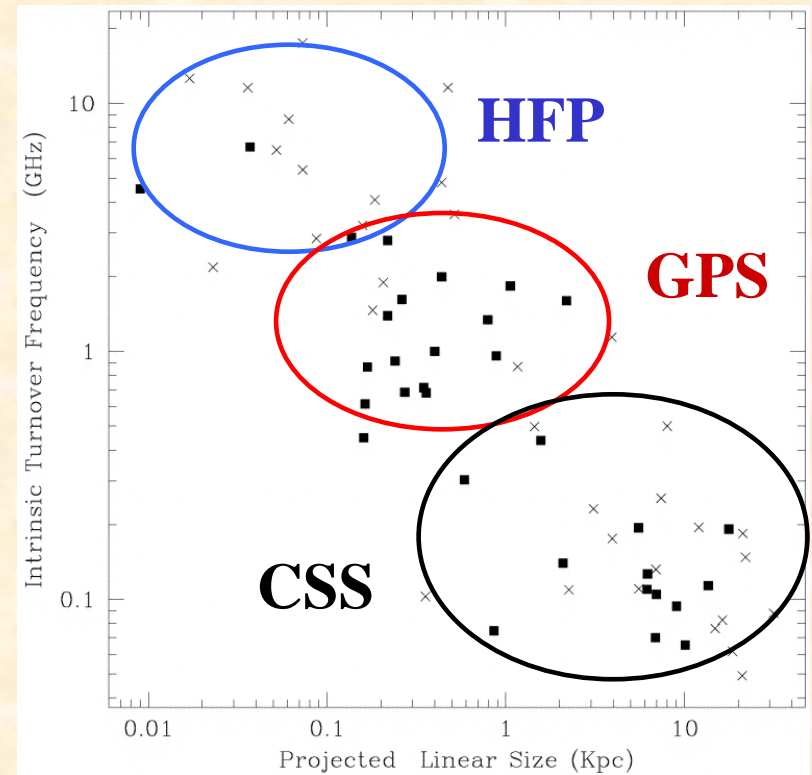 HFP
GPS
CSS
10
1
0.1
Intrinsic Turnover Frequency (GHz)
0.01 0.1 1 10
Projected Linear Size (Kpc)